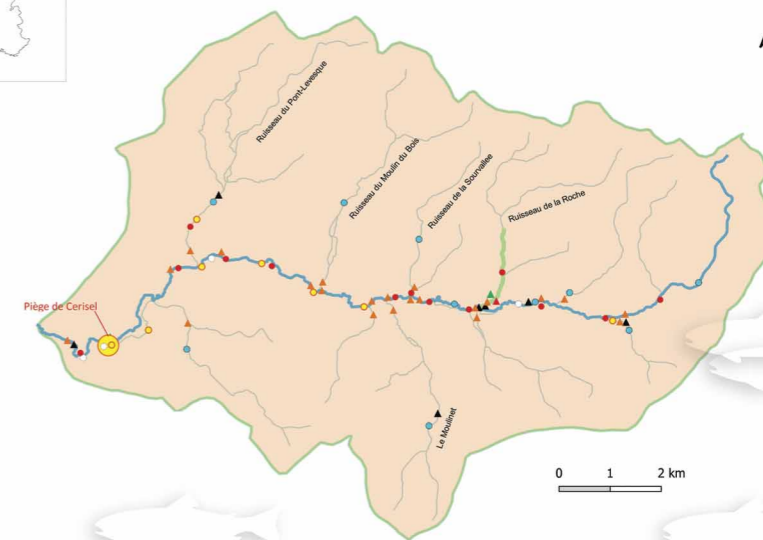 Ruisseau du Pont-Levesque
Ruisseau du Moulin du Bois
Ruisseau de la Sourvallee
Ruisseau de la Roche
Piège de Cerisel
Le Moulinet
0 1 2 km